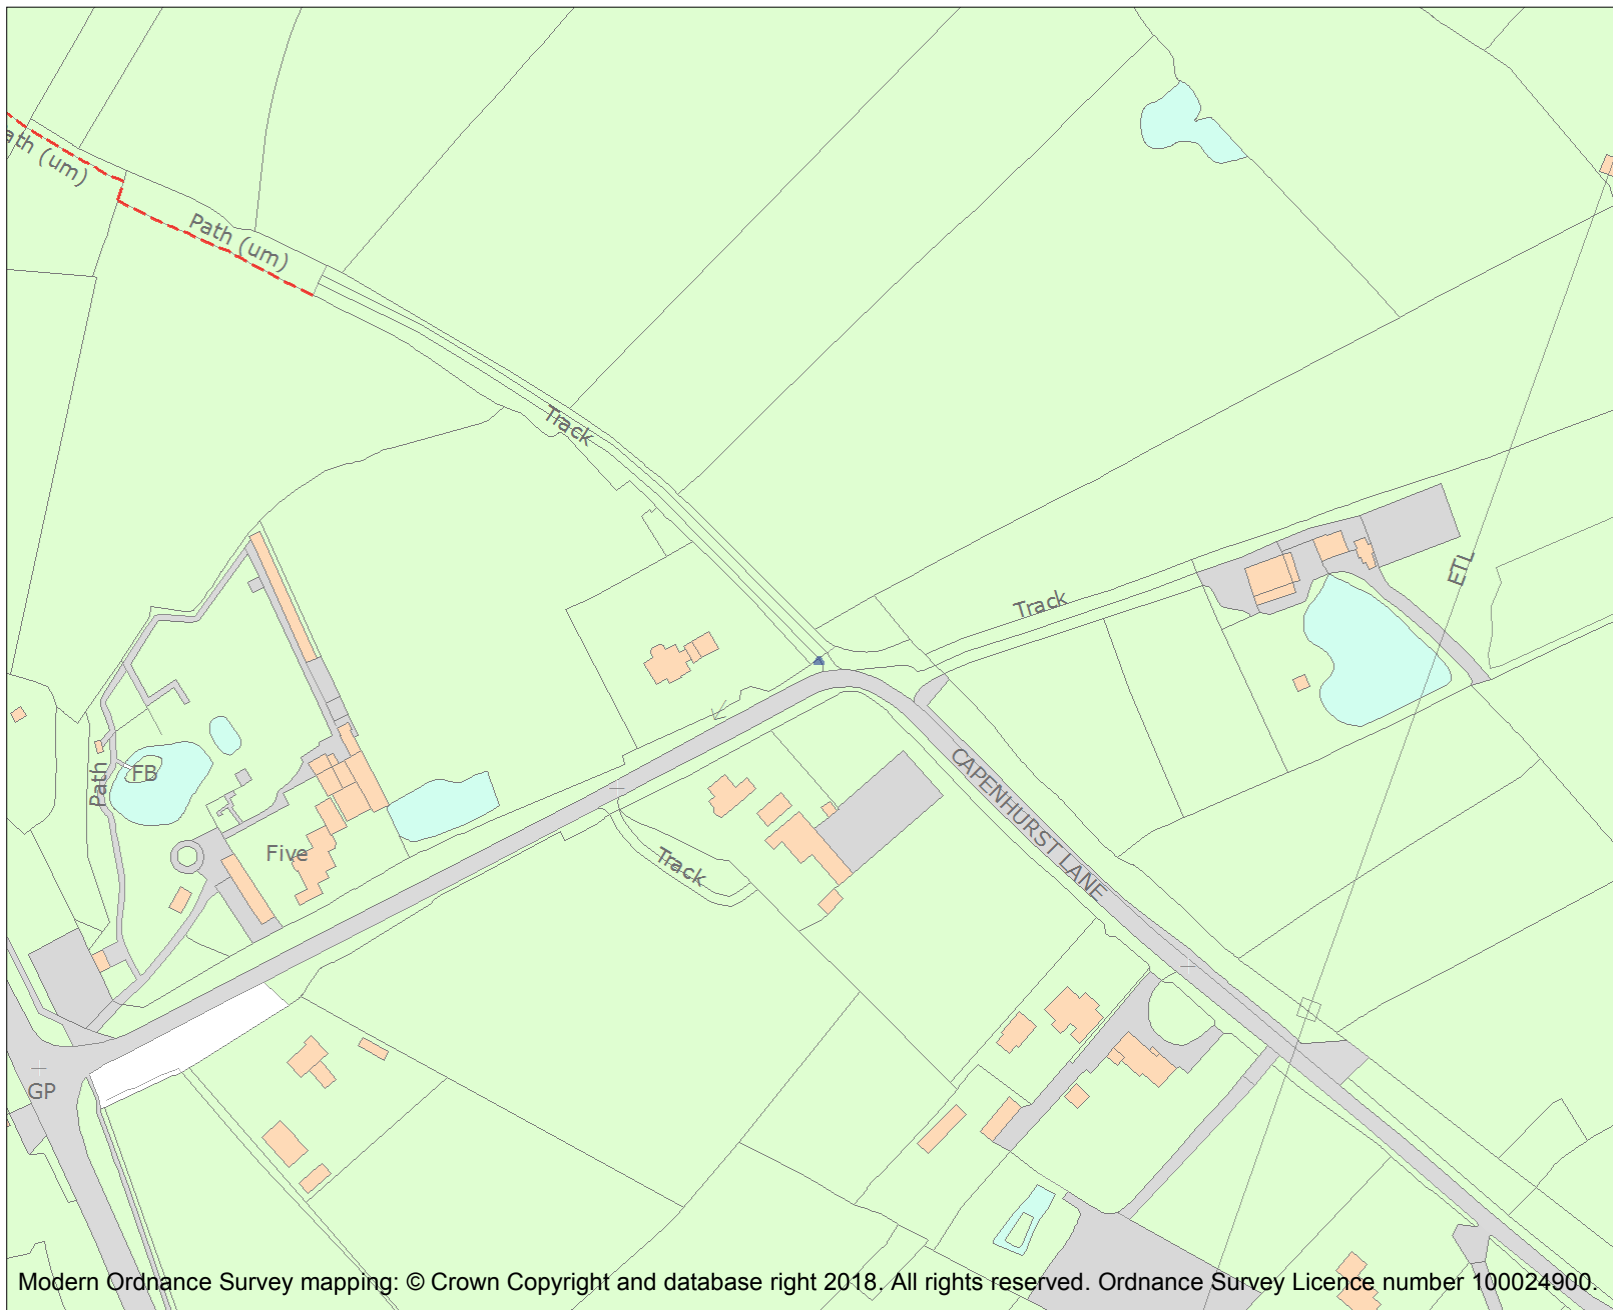 ath (um)
Path (um)
Track
Track
ETL
FB
Path
CAPENHURST LANE
Five
Track
GP
Modern Ordnance Survey mapping: © Crown Copyright and database right 2018. All rights reserved. Ordnance Survey Licence number 100024900.